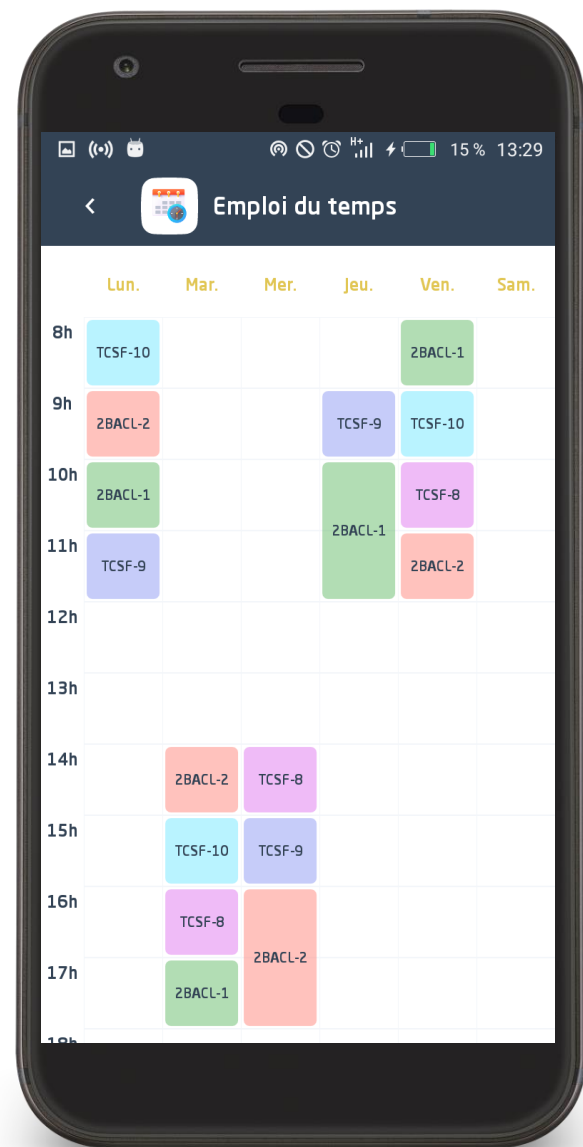 15 % 13:29
Emploi du temps
Lun. Mar. Mer. Jeu. Ven. Sam.
8h
TCSF-10 2BACL-1
9h
2BACL-2 TCSF-9 TCSF-10
10h
2BACL-1 TCSF-8
2BACL-1
11h
TCSF-9 2BACL-2
12h
13h
14h
2BACL-2 TCSF-8
15h
TCSF-10 TCSF-9
16h
TCSF-8
2BACL-2
17h
2BACL-1